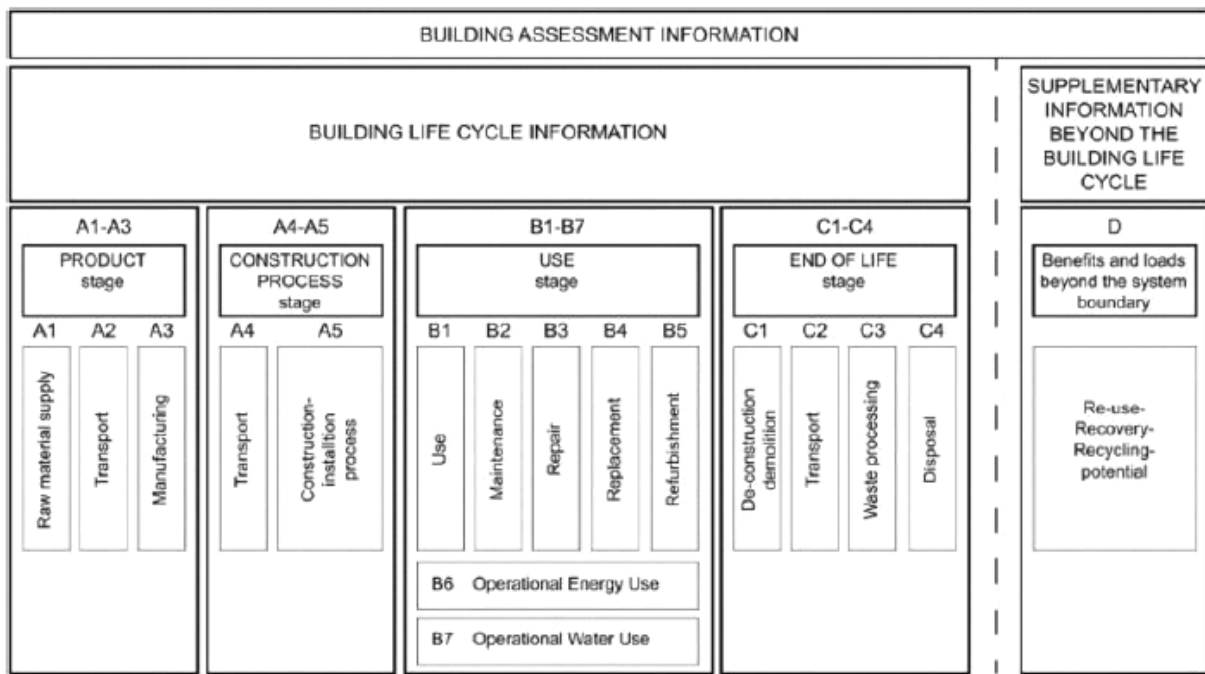 BUILDING ASSESSMENT INFORMATION
BUILDING LIFE CYCLE INFORMATION
SUPPLEMENTARY
INFORMATION
BEYOND THE
BUILDING LIFE
CYCLE
A1-A3
PRODUCT
stage
A1
A2
A3
Raw material supply
Transport
Manufacturing
A4-A5
CONSTRUCTION
PROCESS
stage
A4
A5
Transport
Construction-
installtion
process
B1-B7
USE
stage
B1
B2
B3
B4
B5
Use
Maintenance
Repair
Replacement
Refurbishment
B6 Operational Energy Use
B7 Operational Water Use
C1-C4
END OF LIFE
stage
C1
C2
C3
C4
De-construction
demolition
Transport
Waste processing
Disposal
D
Benefits and loads
beyond the system
boundary
Re-use-
Recovery-
Recycling-
potential